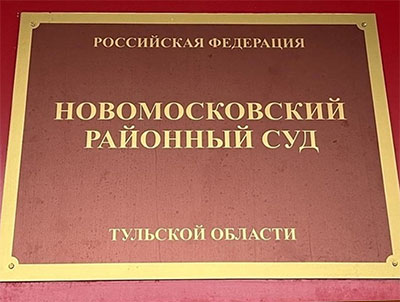 РОССИЙСКАЯ ФЕДЕРАЦИЯ
НОВОМОСКОВСКИЙ
РАЙОННЫЙ СУД
ТУЛЬСКОЙ ОБЛАСТИ